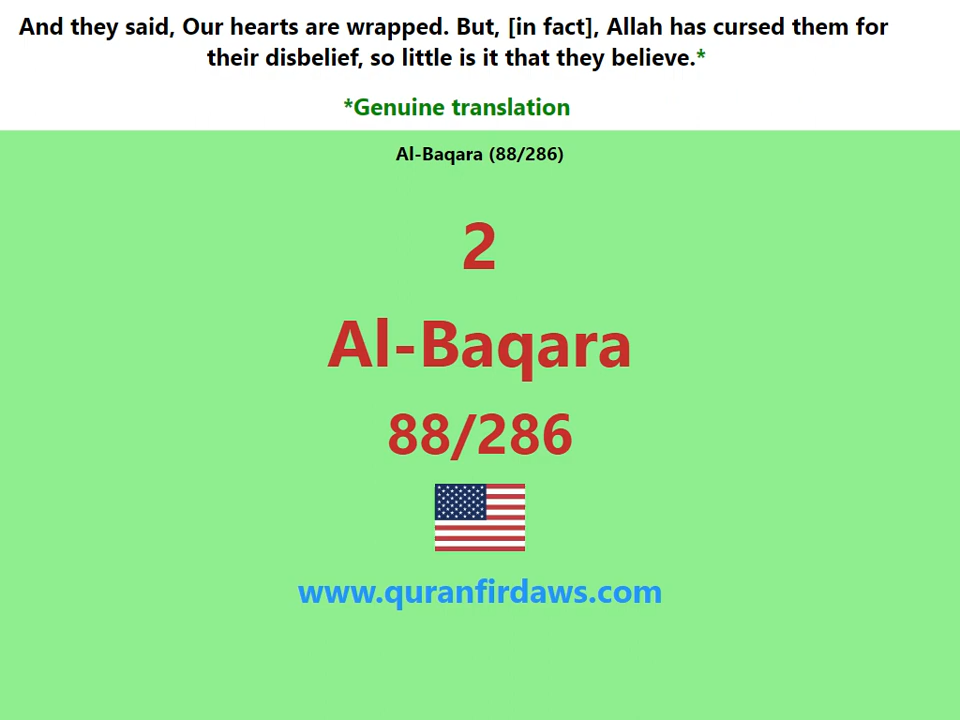 And they said, Our hearts are wrapped. But, [in fact], Allah has cursed them for
their disbelief, so little is it that they believe.*
*Genuine translation
Al-Baqara (88/286)
2
Al-Baqara
88/286
www.quranfirdaws.com